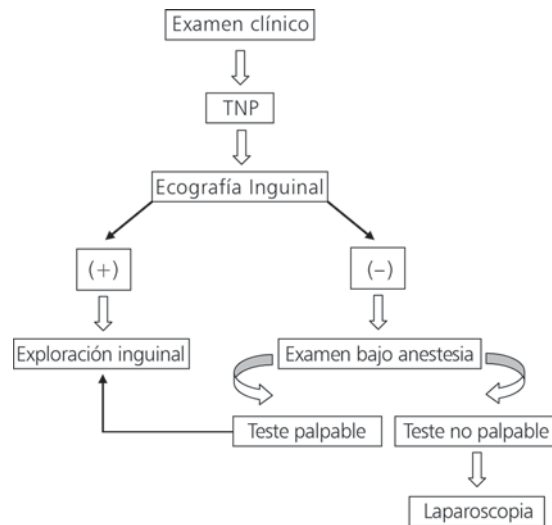 Examen clínico
TNP
Ecografía Inguinal
(+)
(−)
Exploración inguinal
Examen bajo anestesia
Teste palpable
Teste no palpable
Laparoscopia